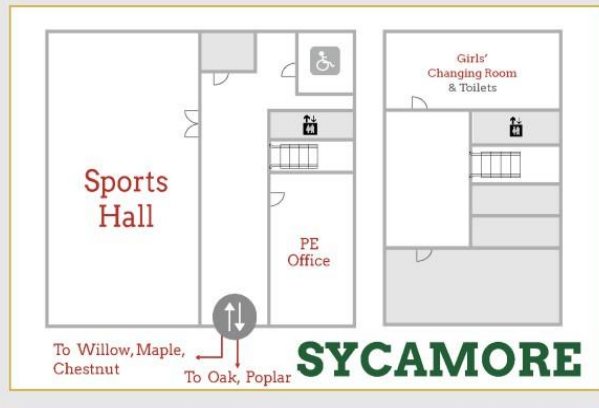 Girls'
Changing Room
& Toilets
Sports
Hall
PE
Office
To Willow, Maple,
Chestnut
To Oak, Poplar
SYCAMORE